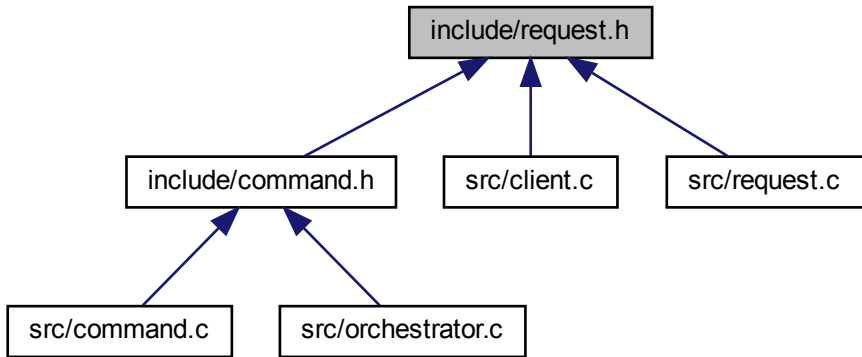 include/request.h
include/command.h
src/client.c
src/request.c
src/command.c
src/orchestrator.c